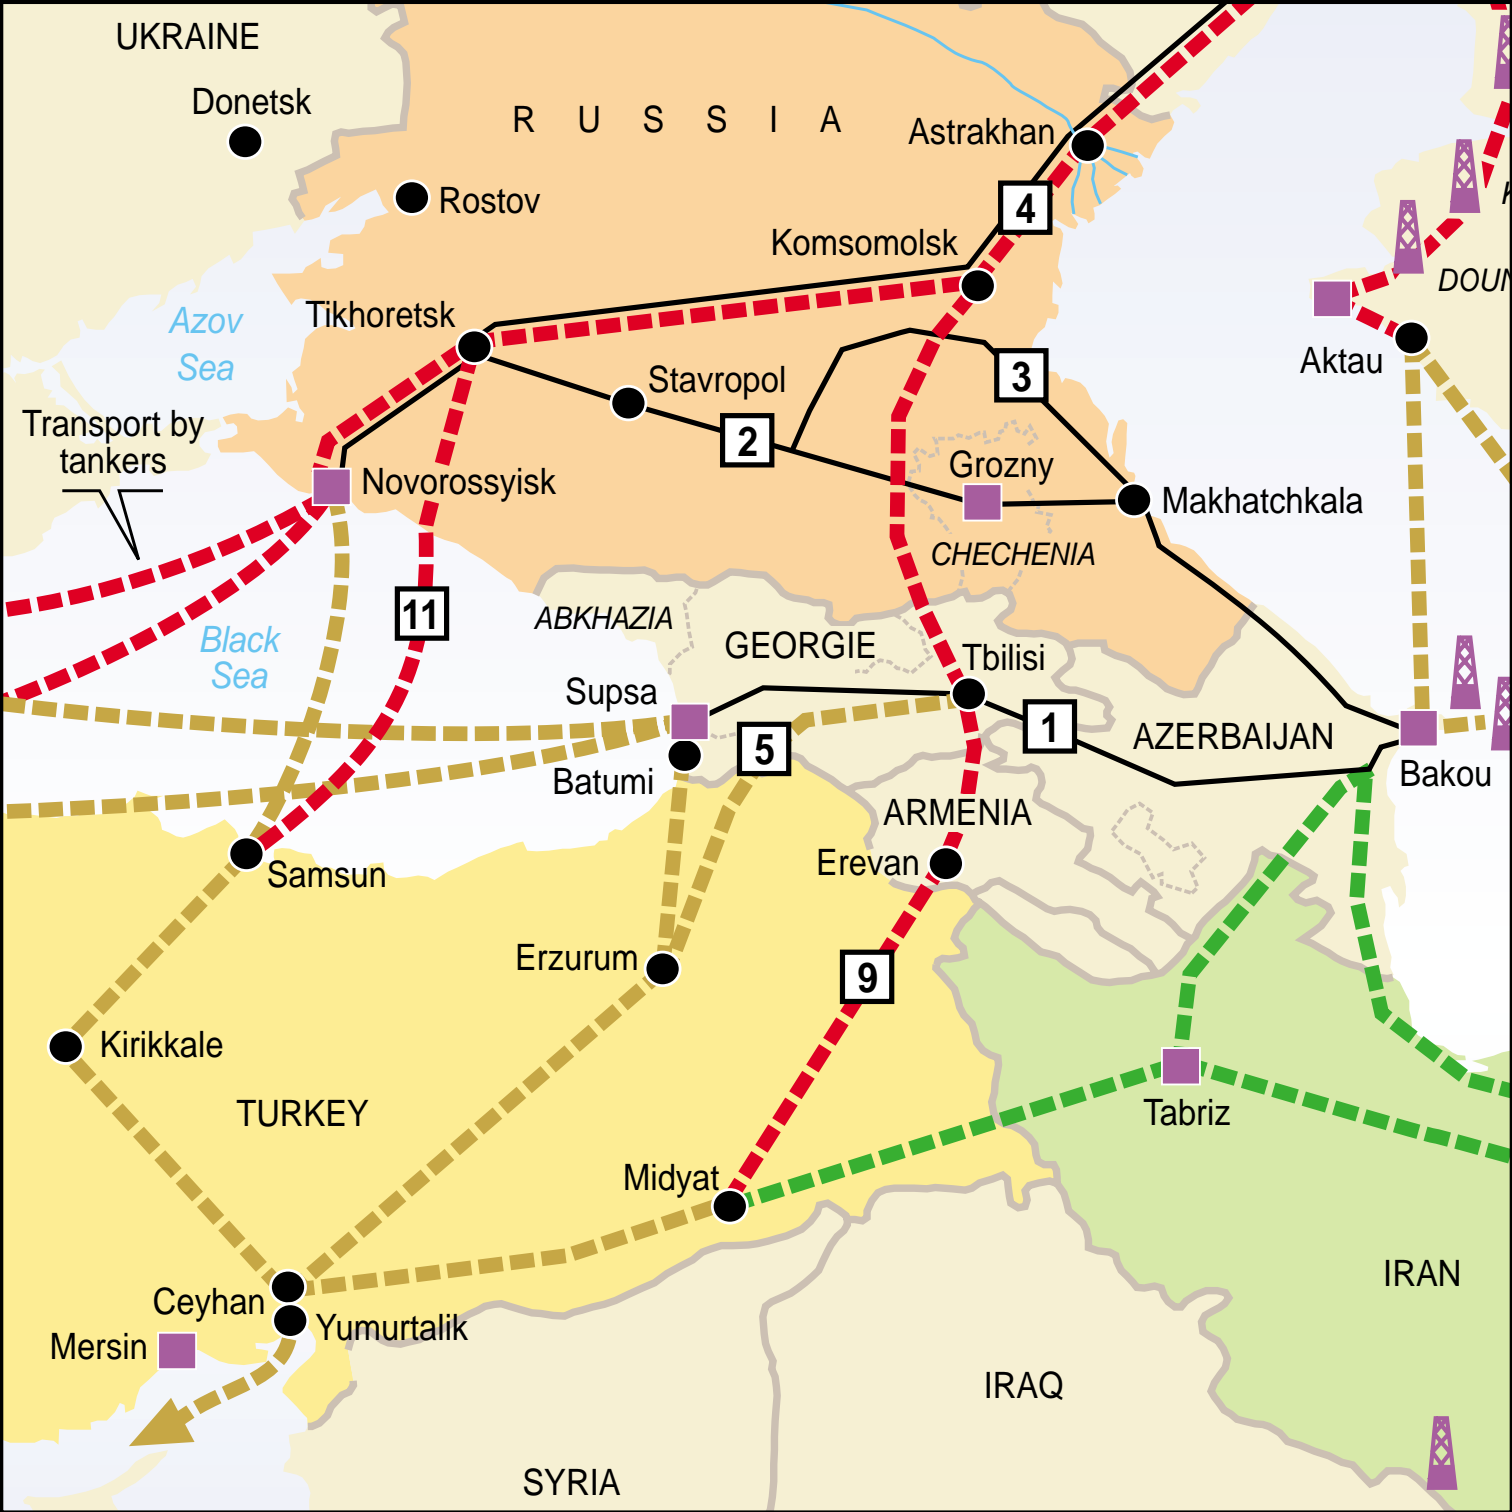 UKRAINE
Donetsk
RUSSIA
Astrakhan
Rostov
4
Komsomolsk
Azov
Sea
Tikhoretsk
DOUN
Aktau
Stavropol
3
Transport by
tankers
2
Grozny
Novorossyisk
Makhatchkala
CHECHENIA
11
ABKHAZIA
GEORGIE
Black
Sea
Tbilisi
Supsa
1
AZERBAIJAN
5
Batumi
Bakou
ARMENIA
Erevan
Samsun
Erzurum
9
Kirikkale
TURKEY
Tabriz
Midyat
IRAN
Ceyhan
Yumurtalik
Mersin
IRAQ
SYRIA